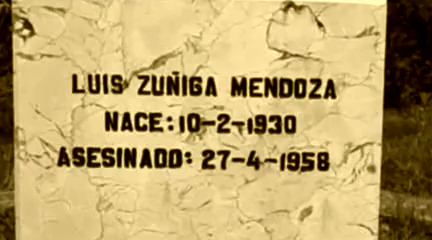 LUIS ZUÑIGA MENDOZA
NACE: 10-2-1930
ASESINADO: 27-4-1958